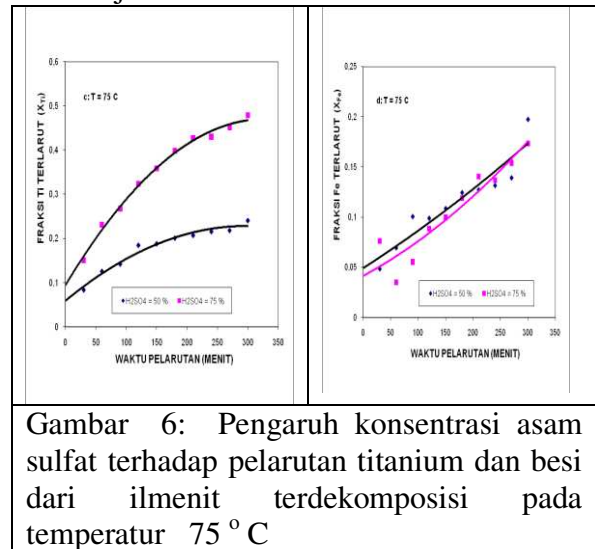 c: T = 75 C
FRAKSI TI TERLARUT (XTi)
0,6
0,5
0,4
0,3
0,2
0,1
0
0 50 100 150 200 250 300 350
H2SO4 = 50 %
H2SO4 = 75 %
WAKTU PELARUTAN (MENIT)
d: T = 75 C
FRAKSI Fe TERLARUT (XFe)
0,25
0,2
0,15
0,1
0,05
0
0 50 100 150 200 250 300 350
H2SO4 = 50 %
H2SO4 = 75 %
WAKTU PELARUTAN (MENIT)
Gambar 6: Pengaruh konsentrasi asam
sulfat terhadap pelarutan titanium dan besi
dari ilmenit terdekomposisi pada
temperatur 75 ° C